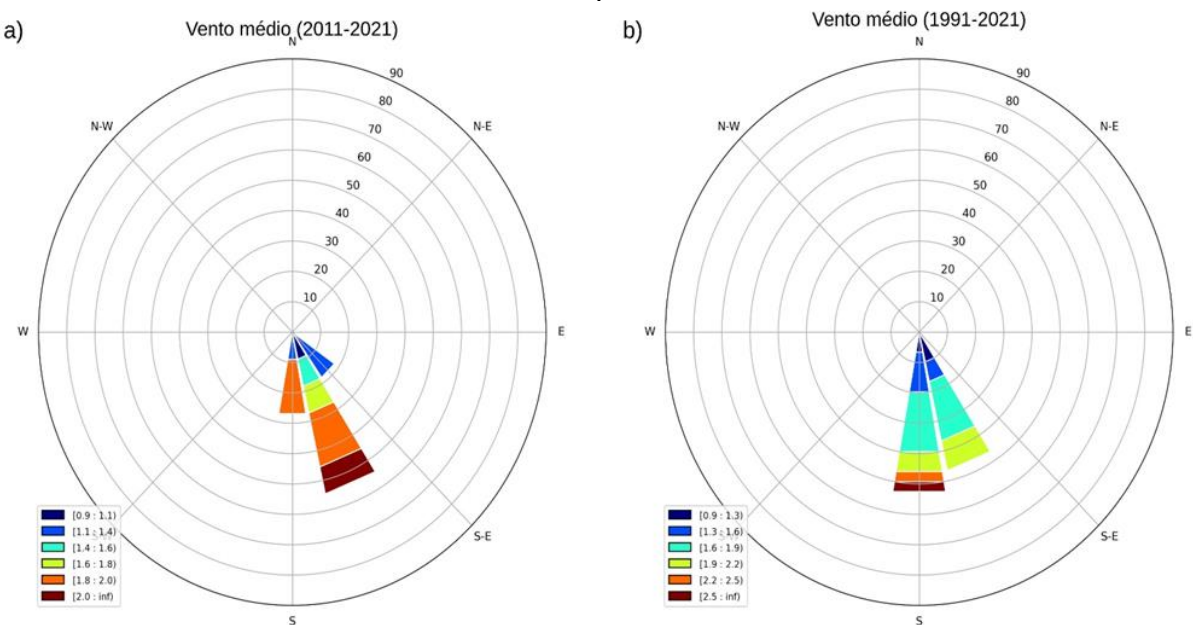 a)
Vento médio (2011-2021)
N
90
N-W
N-E
80
70
60
50
40
30
20
10
W
E
S-E
S
[0.9 : 1.1)
[1.1 : 1.4)
[1.4 : 1.6)
[1.6 : 1.8)
[1.8 : 2.0)
[2.0 : inf)
b)
Vento médio (1991-2021)
N
90
N-W
N-E
80
70
60
50
40
30
20
10
W
E
S-E
S
[0.9 : 1.3)
[1.3 : 1.6)
[1.6 : 1.9)
[1.9 : 2.2)
[2.2 : 2.5)
[2.5 : inf)